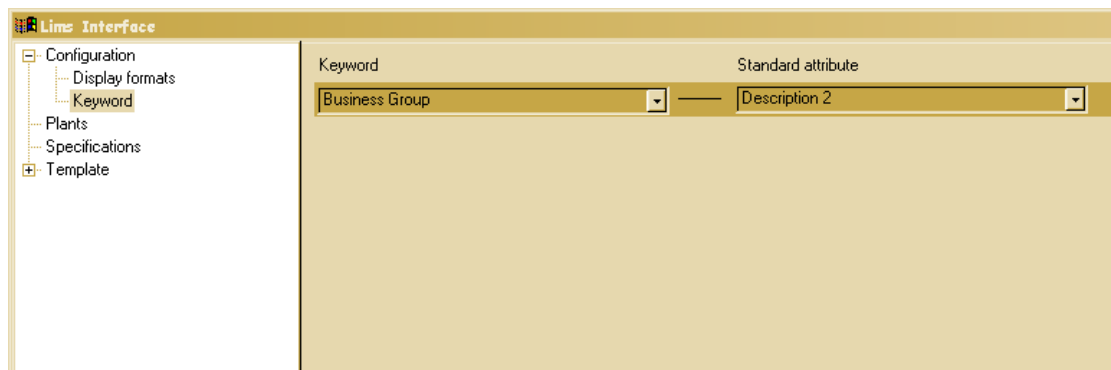 Lims Interface
Configuration
Display formats
Keyword
Plants
Specifications
Template
Keyword Standard attribute
Business Group Description 2